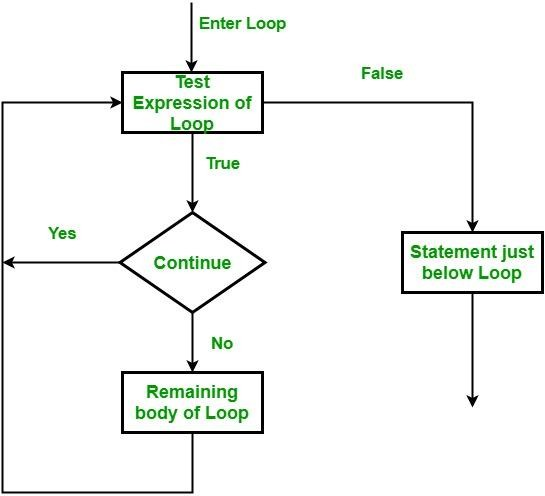 Enter Loop
False
Test
Expression of
Loop
True
Yes
Continue
Statement just
below Loop
No
Remaining
body of Loop